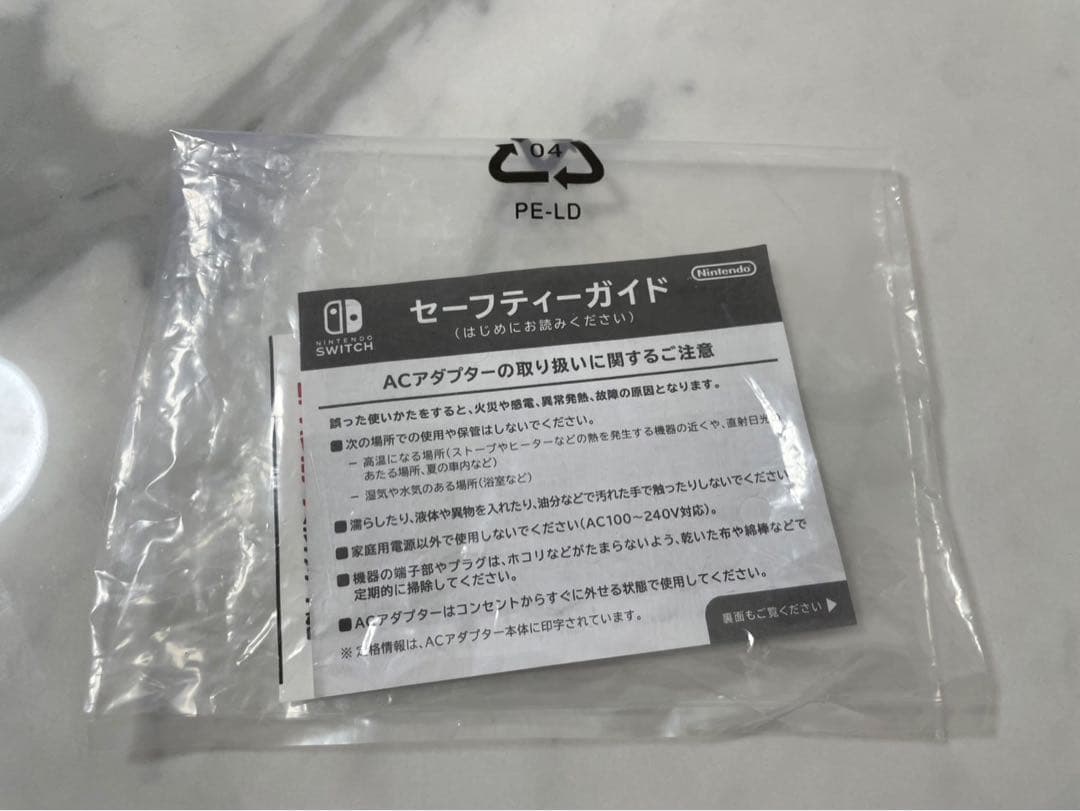 04
PE-LD
Nintendo
NINTENDO
SWITCH
セーフティーガイド
(はじめにお読みください)
ACアダプターの取り扱いに関するご注意
誤った使いかたをすると、火災や感電、異常発熱、故障の原因となります。
■次の場所での使用や保管はしないでください。
－ 高温になる場所(ストーブやヒーターなどの熱を発生する機器の近くや、直射日光の
あたる場所、夏の車内など)
－ 湿気や水気のある場所(浴室など)
■濡らしたり、液体や異物を入れたり、油分などで汚れた手で触ったりしないでください
■家庭用電源以外で使用しないでください(AC100～240V対応)。
■機器の端子部やプラグは、ホコリなどがたまらないよう、乾いた布や綿棒などで
定期的に掃除してください。
■ACアダプターはコンセントからすぐに外せる状態で使用してください。
※ 定格情報は、ACアダプター本体に印字されています。
裏面もご覧ください ▶